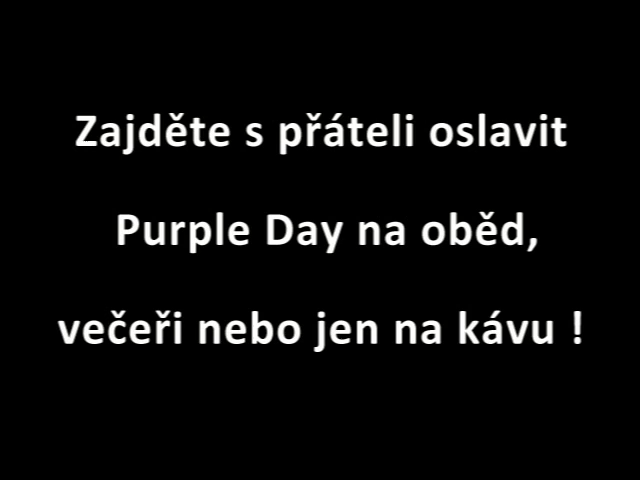 Zajděte s přáteli oslavit
Purple Day na oběd,
večeři nebo jen na kávu !